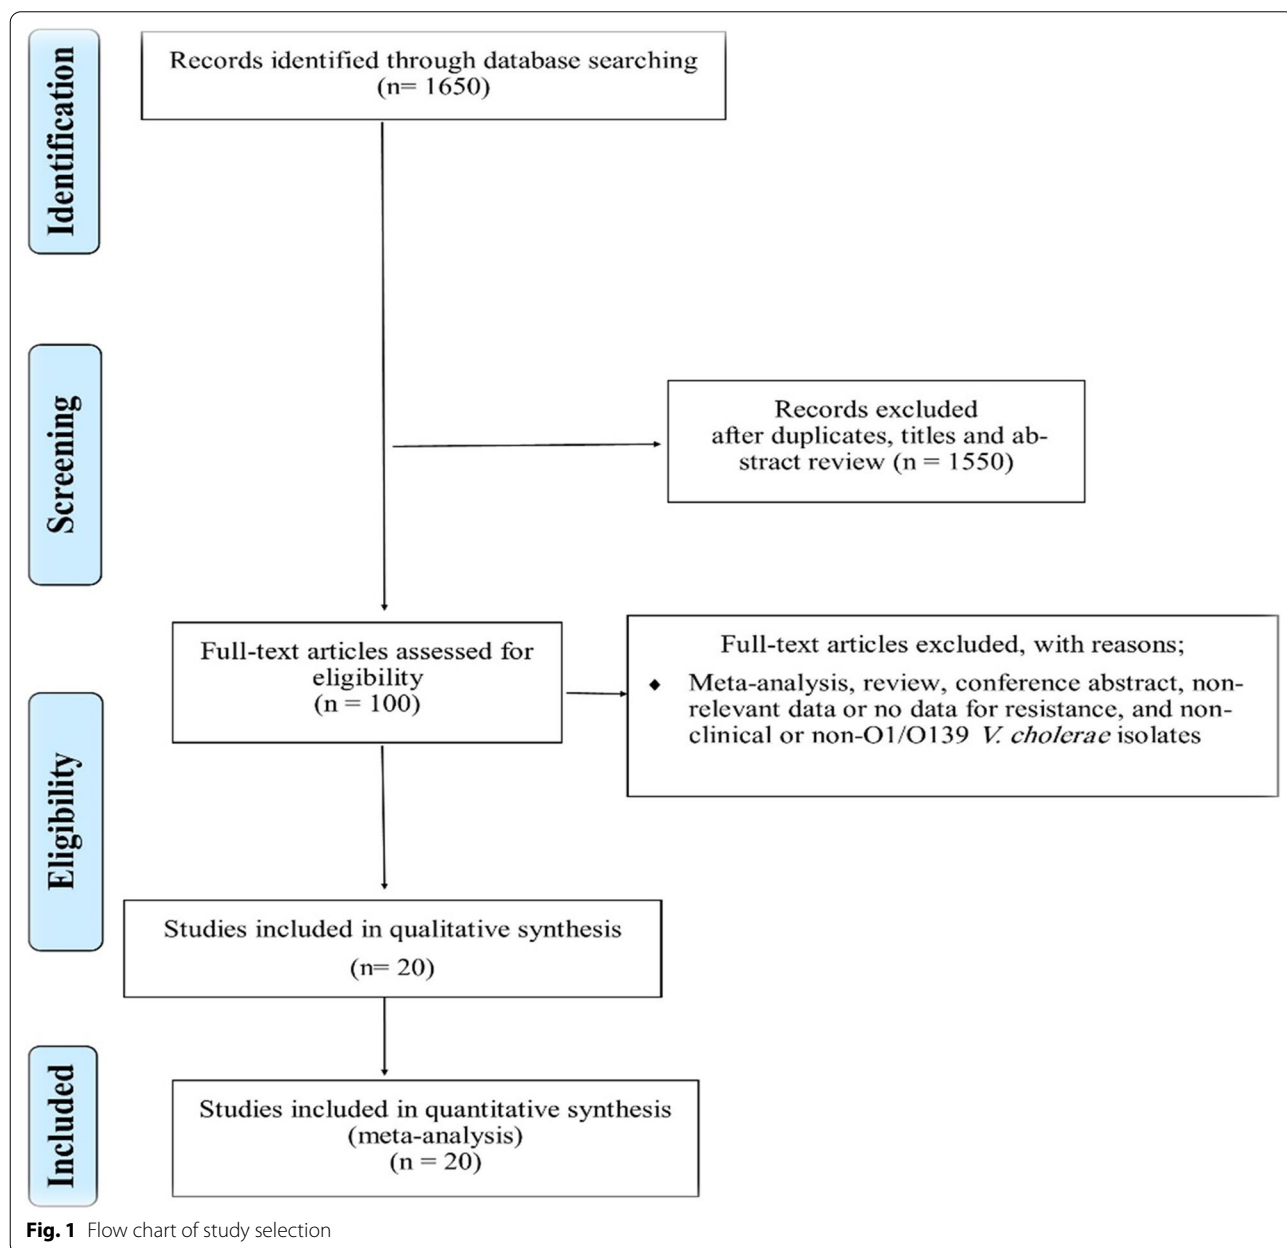 Identification
Records identified through database searching
(n= 1650)
Screening
Records excluded
after duplicates, titles and ab-
stract review (n = 1550)
Eligibility
Full-text articles assessed for
eligibility
(n = 100)
Full-text articles excluded, with reasons;
◆ Meta-analysis, review, conference abstract, non-
relevant data or no data for resistance, and non-
clinical or non-O1/O139 V. cholerae isolates
Studies included in qualitative synthesis
(n= 20)
Included
Studies included in quantitative synthesis
(meta-analysis)
(n = 20)
Fig. 1 Flow chart of study selection